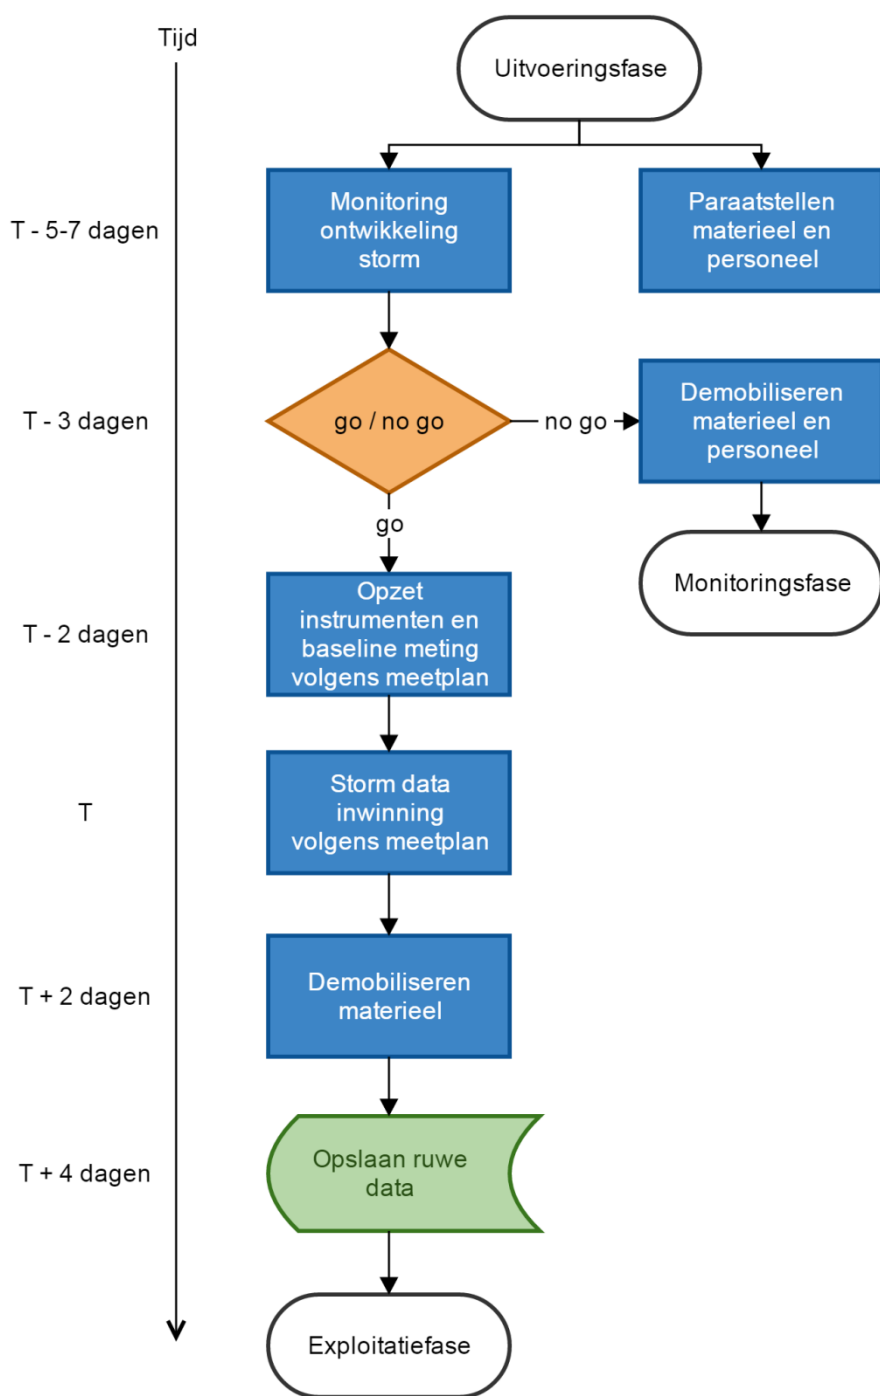 Tijd
Uitvoeringsfase
T - 5-7 dagen
Monitoring
ontwikkeling
storm
Paraatstellen
materieel en
personeel
T - 3 dagen
go / no go
no go
Demobiliseren
materieel en
personeel
go
Monitoringsfase
T - 2 dagen
Opzet
instrumenten en
baseline meting
volgens meetplan
T
Storm data
inwinning
volgens meetplan
T + 2 dagen
Demobiliseren
materieel
T + 4 dagen
Opslaan ruwe
data
Exploitatiefase